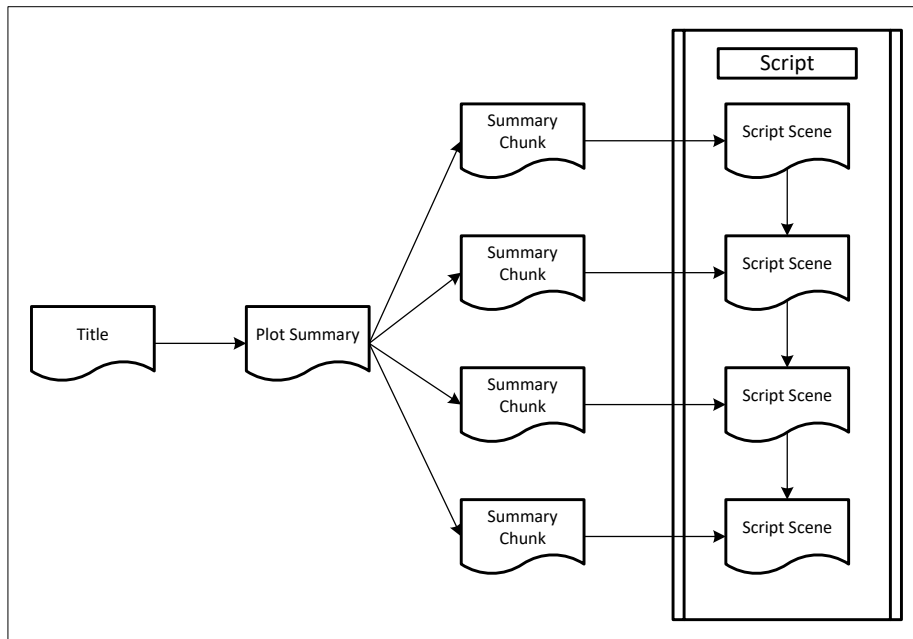 Script
Summary
Chunk
Script Scene
Summary
Chunk
Script Scene
Title
Plot Summary
Summary
Chunk
Script Scene
Summary
Chunk
Script Scene